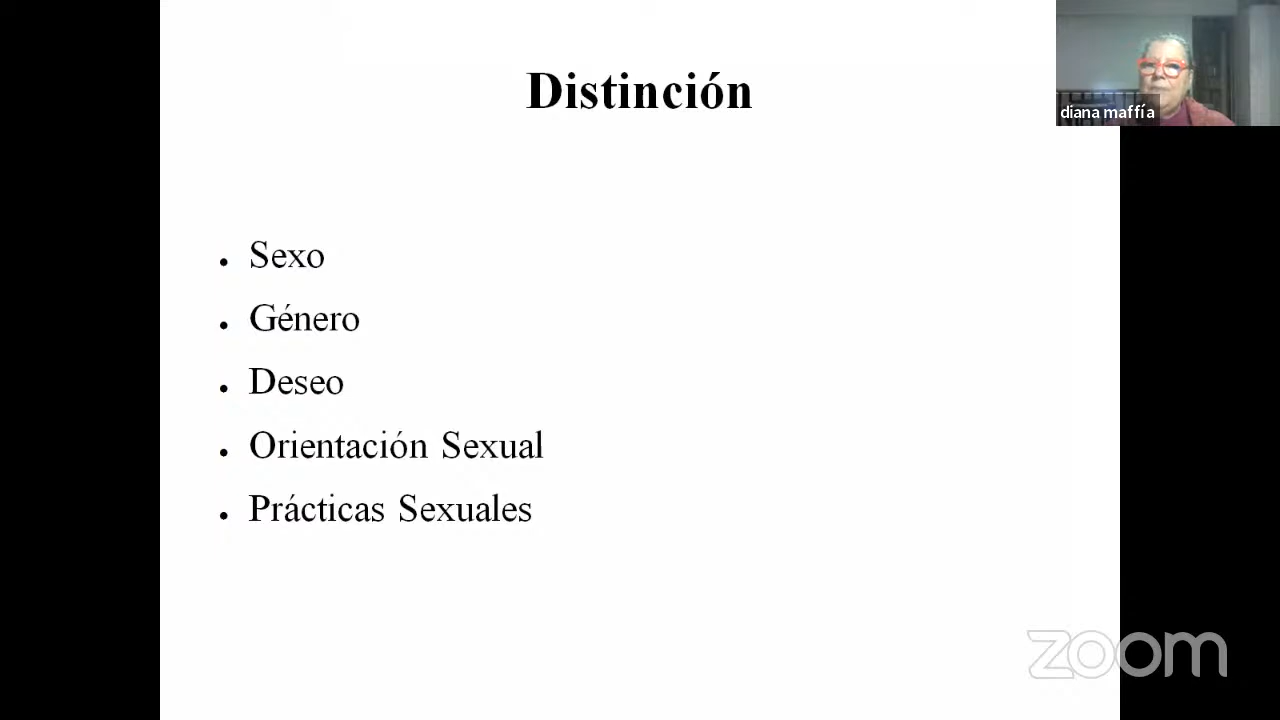 Distinción
diana maffía
Sexo
Género
Deseo
Orientación Sexual
Prácticas Sexuales
zoom